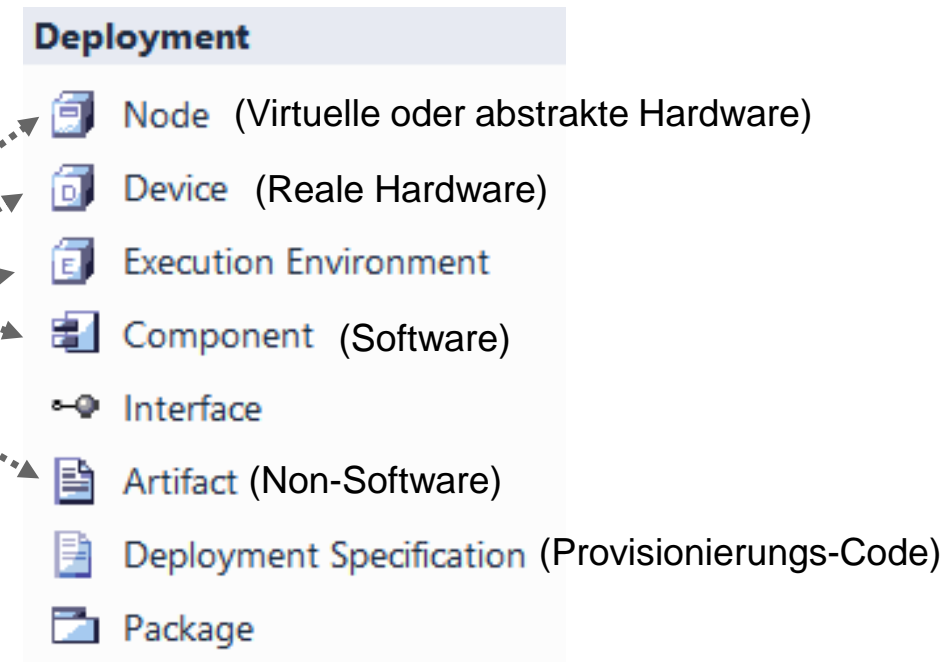 Deployment
Node (Virtuelle oder abstrakte Hardware)
D Device (Reale Hardware)
E Execution Environment
Component (Software)
Interface
Artifact (Non-Software)
Deployment Specification (Provisionierungs-Code)
Package